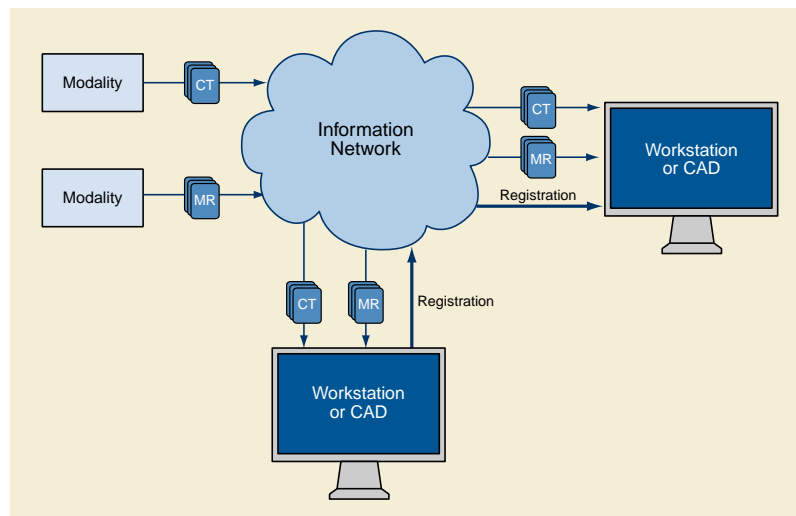 Modality
CT
Information
Network
CT
MR
Workstation
or CAD
Modality
MR
Registration
CT
MR
Registration
Workstation
or CAD